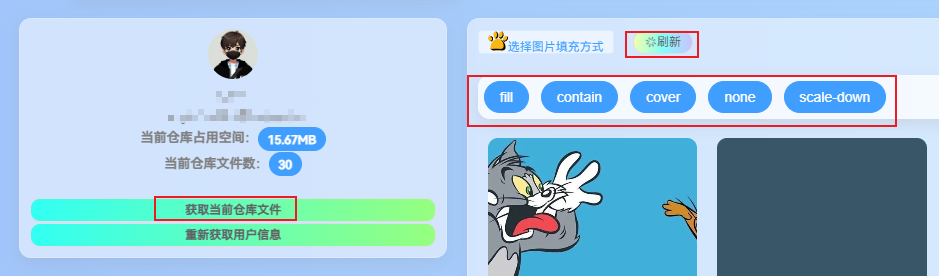 当前仓库占用空间: 15.67MB
当前仓库文件数: 30
获取当前仓库文件
重新获取用户信息
选择图片填充方式 刷新
fill contain cover none scale-down